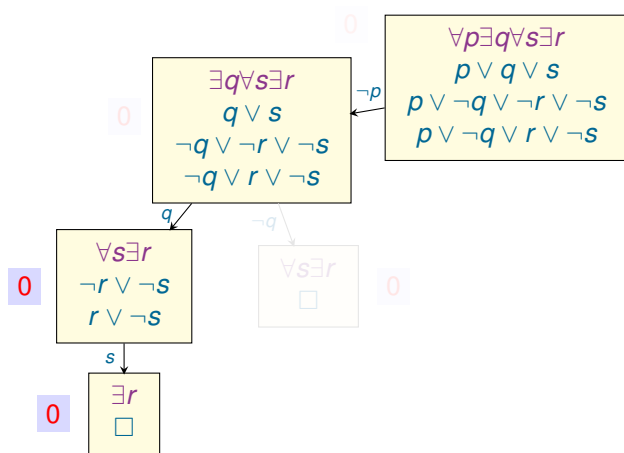 0
∀p∃q∀s∃r
p ∨ q ∨ s
p ∨ ¬q ∨ ¬r ∨ ¬s
p ∨ ¬q ∨ r ∨ ¬s
¬p
∃q∀s∃r
q ∨ s
¬q ∨ ¬r ∨ ¬s
¬q ∨ r ∨ ¬s
0
q
¬q
∀s∃r
¬r ∨ ¬s
r ∨ ¬s
0
∀s∃r
□
0
s
∃r
□
0